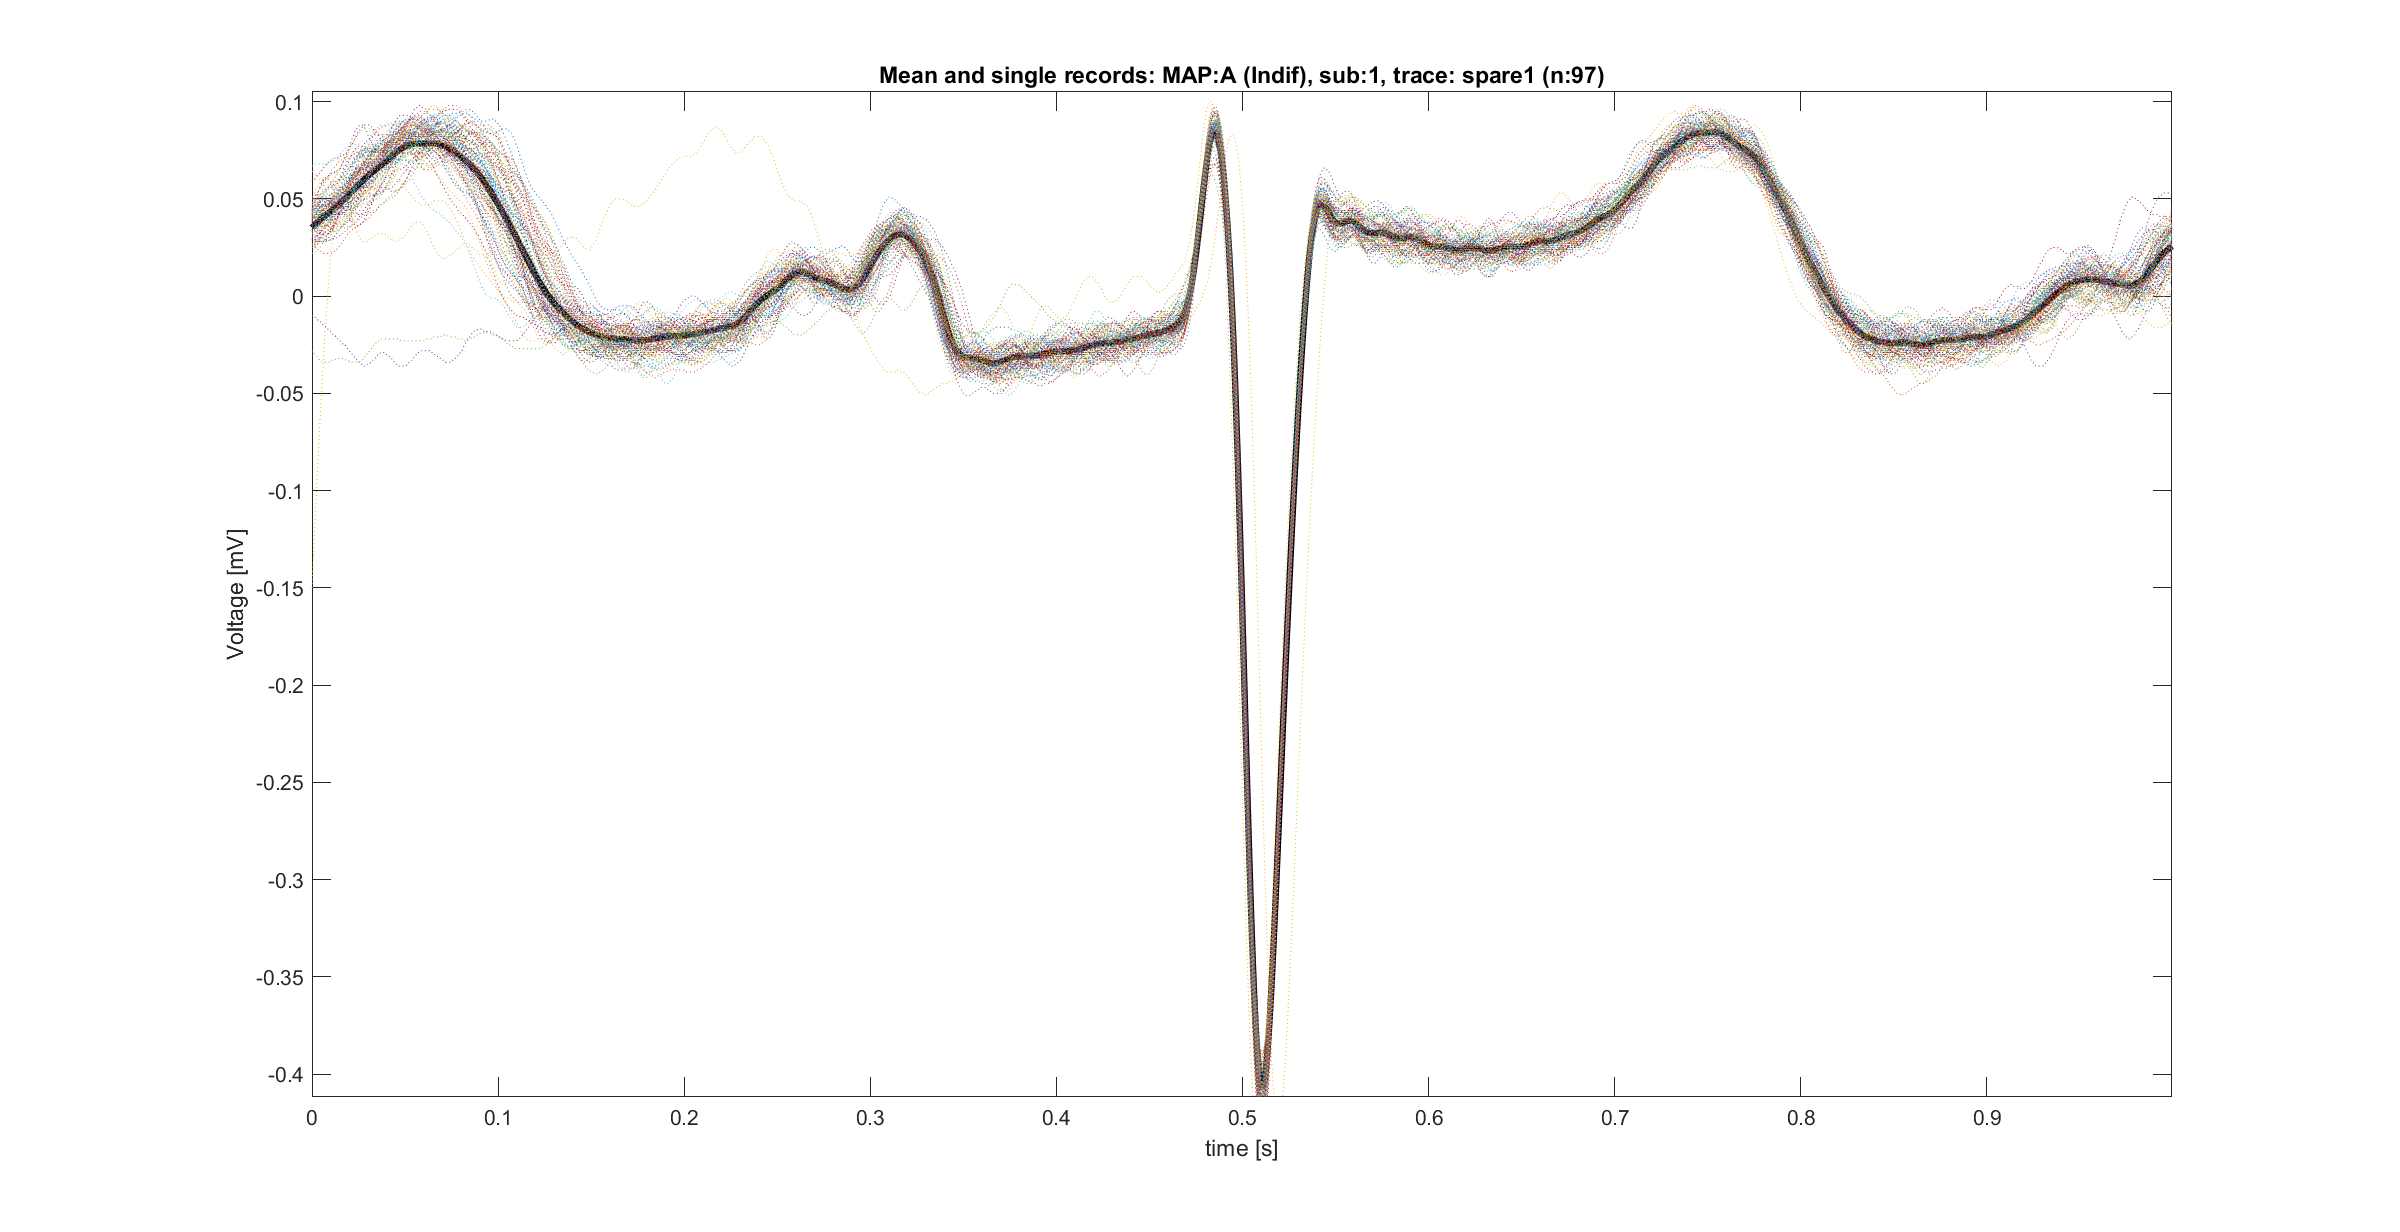 Mean and single records: MAP:A (Indif), sub:1, trace: spare1 (n:97)
0.1
0.05
0
-0.05
-0.1
-0.15
-0.2
-0.25
-0.3
-0.35
-0.4
Voltage [mV]
0 0.1 0.2 0.3 0.4 0.5 0.6 0.7 0.8 0.9
time [s]